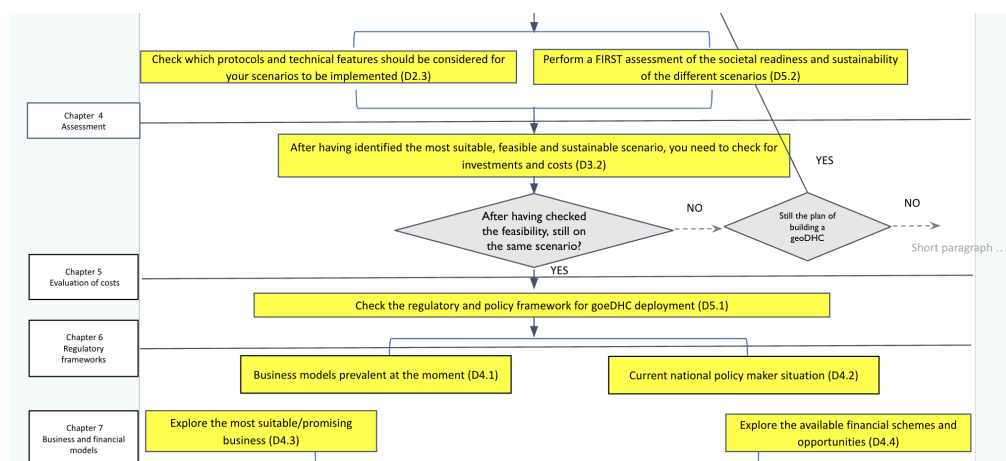 Check which protocols and technical features should be considered for
your scenarios to be implemented (D2.3)
Perform a FIRST assessment of the societal readiness and sustainability
of the different scenarios (D5.2)
Chapter 4
Assessment
After having identified the most suitable, feasible and sustainable scenario, you need to check for
investments and costs (D3.2)
YES
After having checked
the feasibility, still on
the same scenario?
NO
Still the plan of
building a
geoDHC
NO
Short paragraph ...
Chapter 5
Evaluation of costs
YES
Check the regulatory and policy framework for goeDHC deployment (D5.1)
Chapter 6
Regulatory
frameworks
Business models prevalent at the moment (D4.1)
Current national policy maker situation (D4.2)
Chapter 7
Business and financial
models
Explore the most suitable/promising
business (D4.3)
Explore the available financial schemes and
opportunities (D4.4)